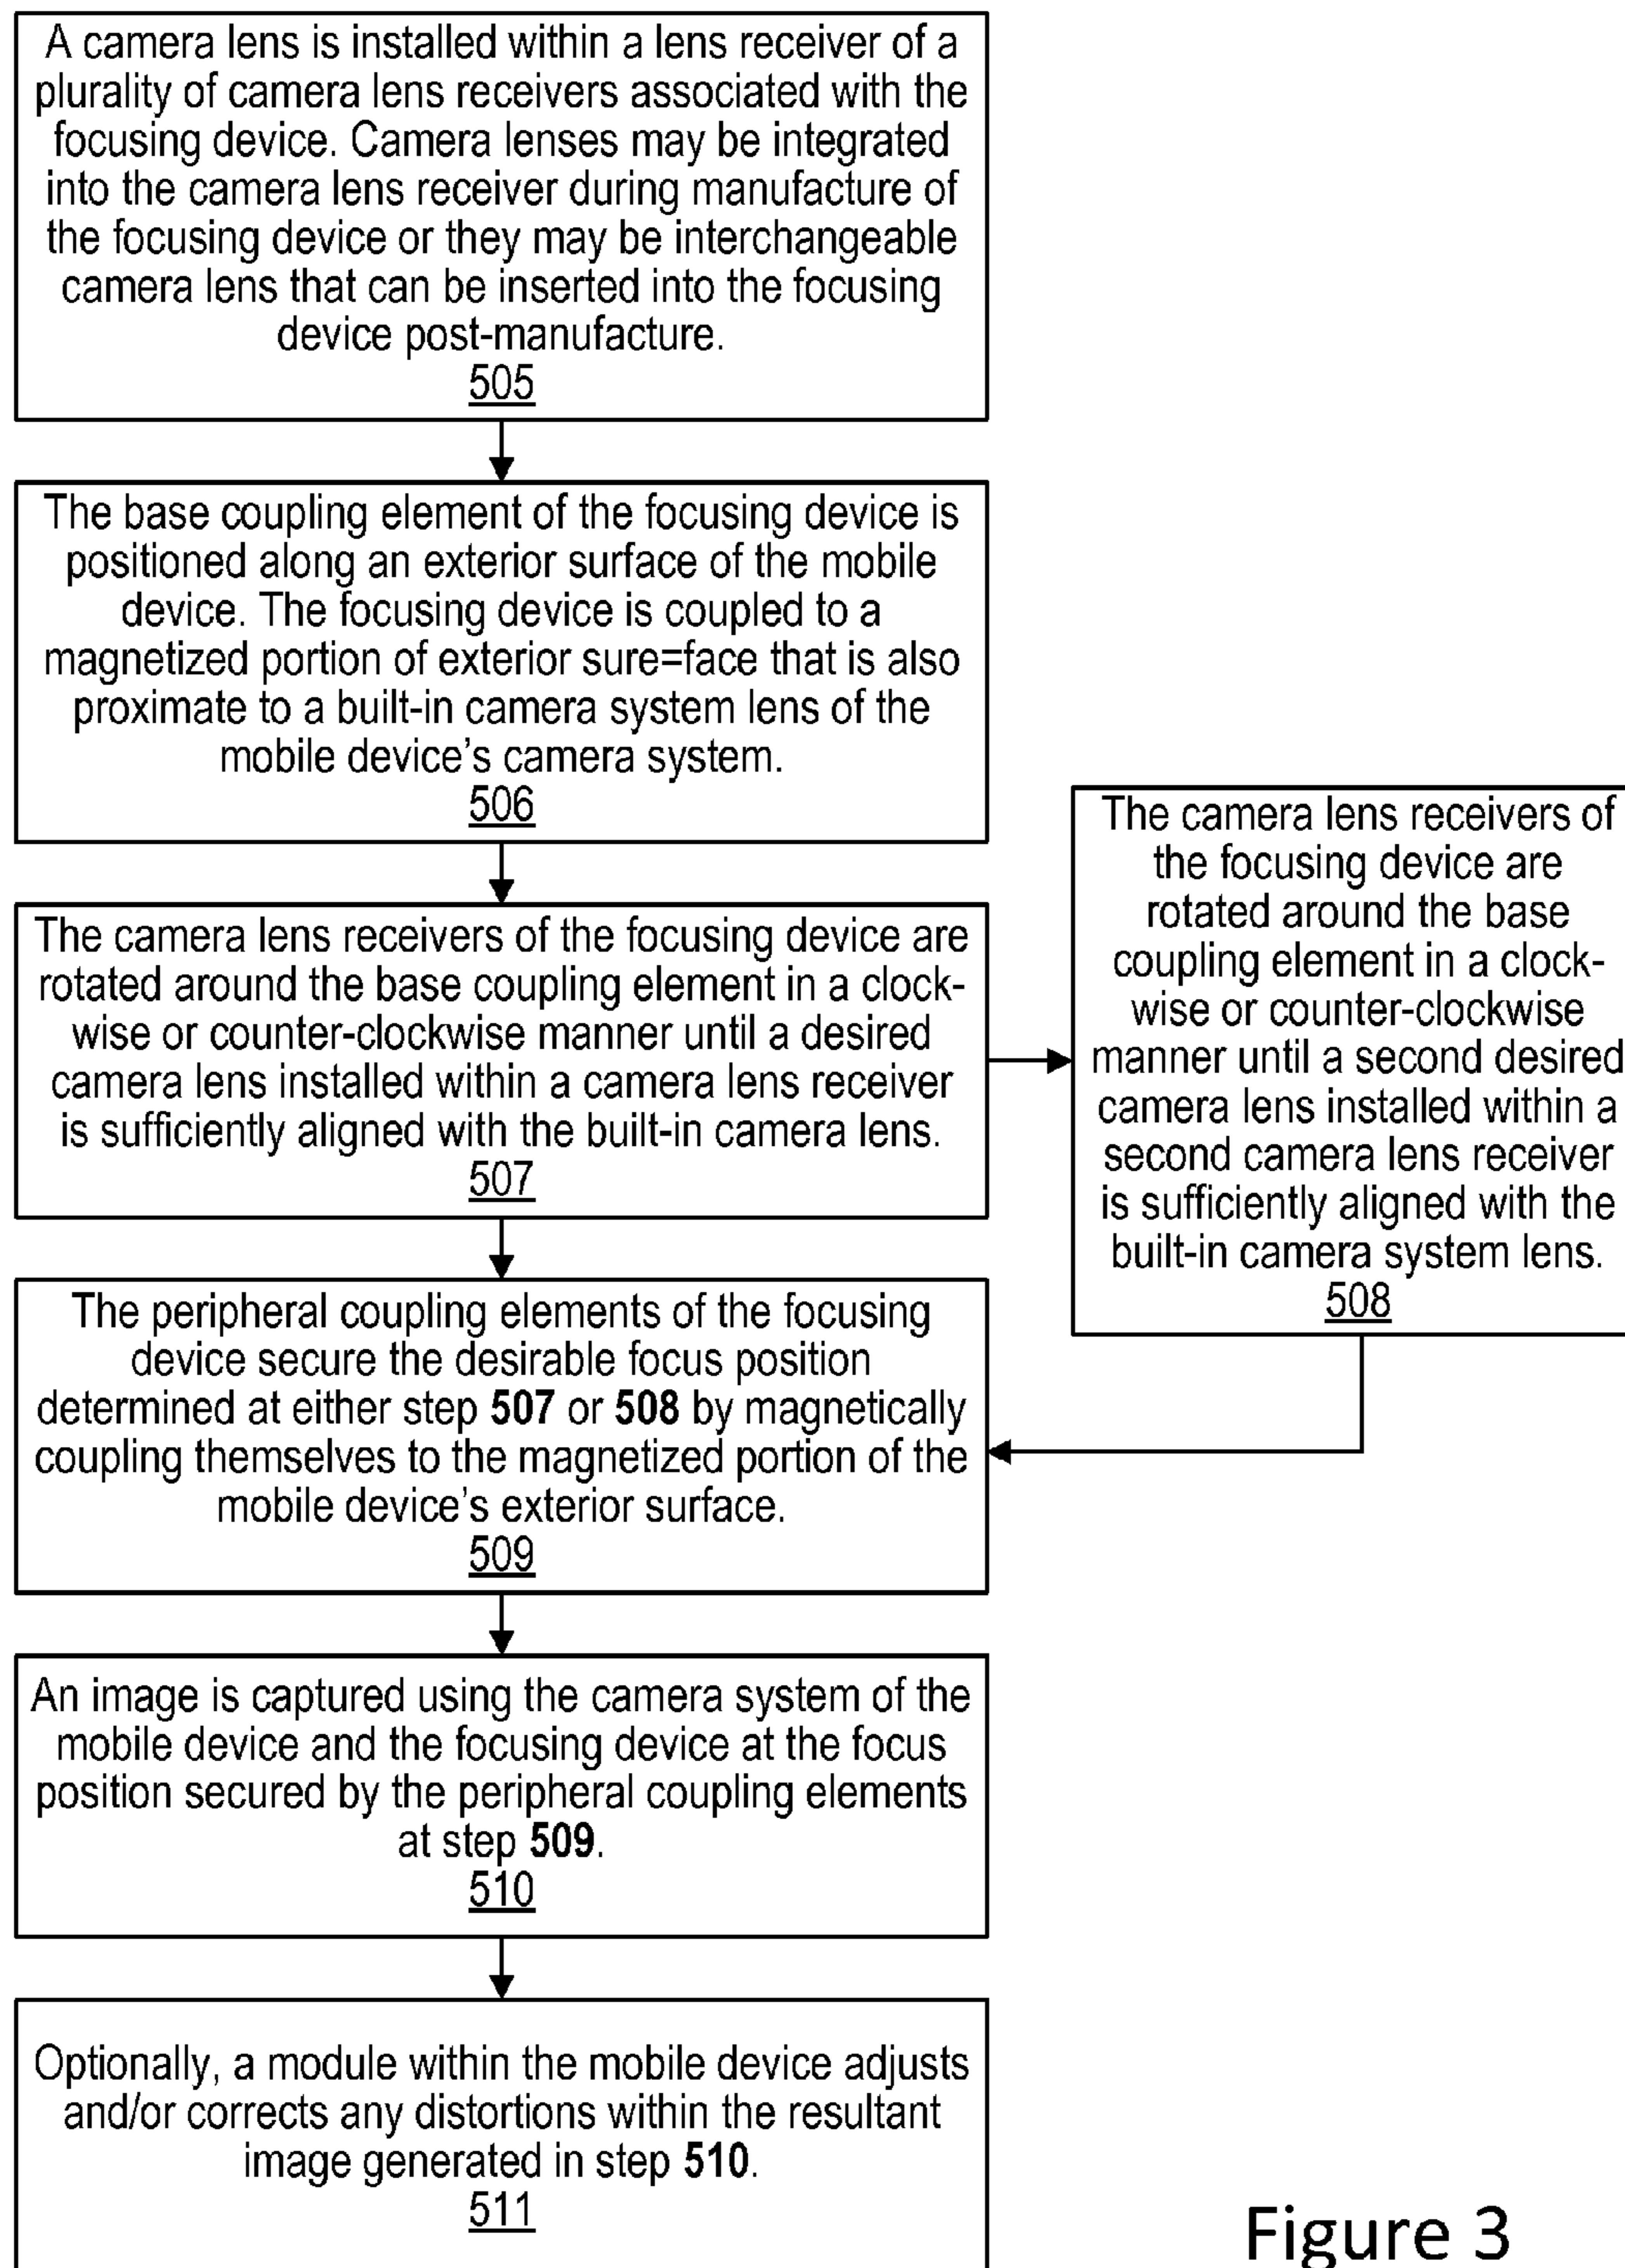 A camera lens is installed within a lens receiver of a
plurality of camera lens receivers associated with the
focusing device. Camera lenses may be integrated
into the camera lens receiver during manufacture of
the focusing device or they may be interchangeable
camera lens that can be inserted into the focusing
device post-manufacture.
505
The base coupling element of the focusing device is
positioned along an exterior surface of the mobile
device. The focusing device is coupled to a
magnetized portion of exterior sure=face that is also
proximate to a built-in camera system lens of the
mobile device's camera system.
506
The camera lens receivers of the focusing device are
rotated around the base coupling element in a clock-
wise or counter-clockwise manner until a desired
camera lens installed within a camera lens receiver
is sufficiently aligned with the built-in camera lens.
507
The camera lens receivers of
the focusing device are
rotated around the base
coupling element in a clock-
wise or counter-clockwise
manner until a second desired
camera lens installed within a
second camera lens receiver
is sufficiently aligned with the
built-in camera system lens.
508
The peripheral coupling elements of the focusing
device secure the desirable focus position
determined at either step 507 or 508 by magnetically
coupling themselves to the magnetized portion of the
mobile device's exterior surface.
509
An image is captured using the camera system of the
mobile device and the focusing device at the focus
position secured by the peripheral coupling elements
at step 509.
510
Optionally, a module within the mobile device adjusts
and/or corrects any distortions within the resultant
image generated in step 510.
511
Figure 3